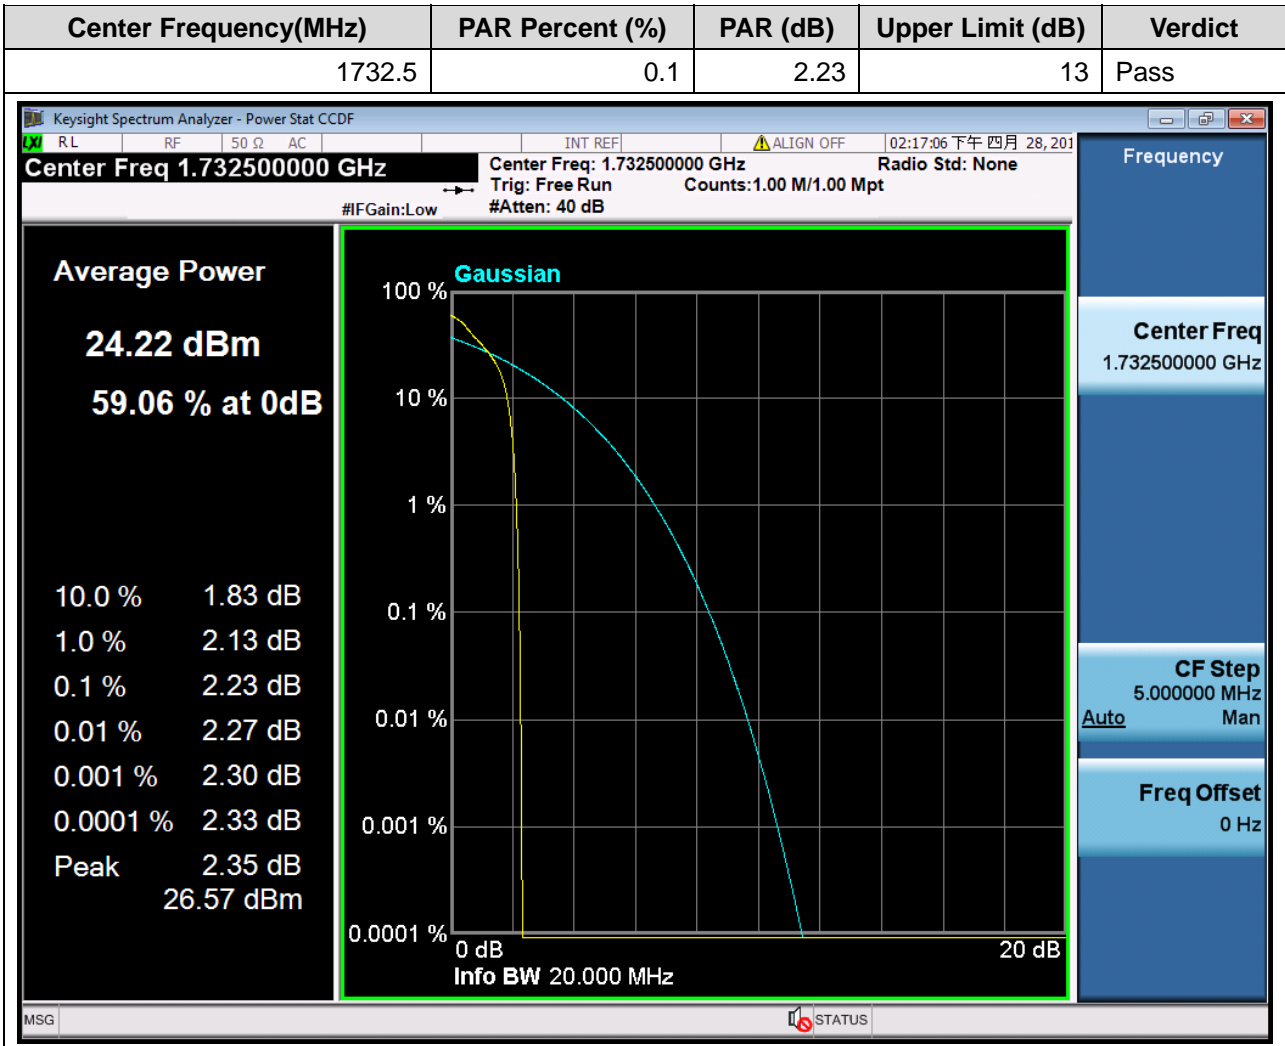 Center Frequency(MHz) PAR Percent (%) PAR (dB) Upper Limit (dB) Verdict
1732.5 0.1 2.23 13 Pass
Keysight Spectrum Analyzer - Power Stat CCDF
LXI RL RF 50 Ω AC INT REF ALIGN OFF 02:17:06 下午 四月 28, 201
Center Freq 1.732500000 GHz
Center Freq: 1.732500000 GHz Radio Std: None
Trig: Free Run Counts:1.00 M/1.00 Mpt
#IFGain:Low #Atten: 40 dB
Average Power
24.22 dBm
59.06 % at 0dB
10.0 % 1.83 dB
1.0 % 2.13 dB
0.1 % 2.23 dB
0.01 % 2.27 dB
0.001 % 2.30 dB
0.0001 % 2.33 dB
Peak 2.35 dB
26.57 dBm
Gaussian
100 %
10 %
1 %
0.1 %
0.01 %
0.001 %
0.0001 %
0 dB 20 dB
Info BW 20.000 MHz
Frequency
Center Freq
1.732500000 GHz
CF Step
5.000000 MHz
Auto Man
Freq Offset
0 Hz
MSG STATUS